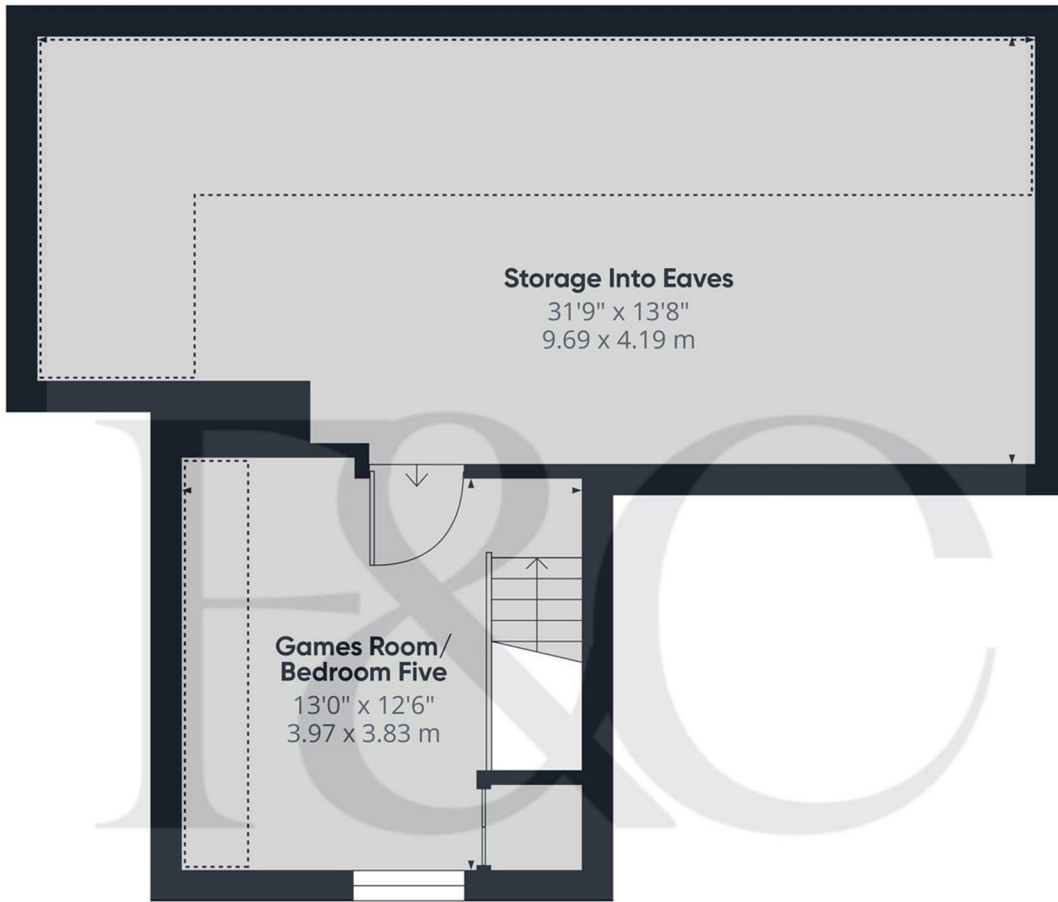 Storage Into Eaves
31'9" x 13'8"
9.69 x 4.19 m
Games Room/
Bedroom Five
13'0" x 12'6"
3.97 x 3.83 m
F&C